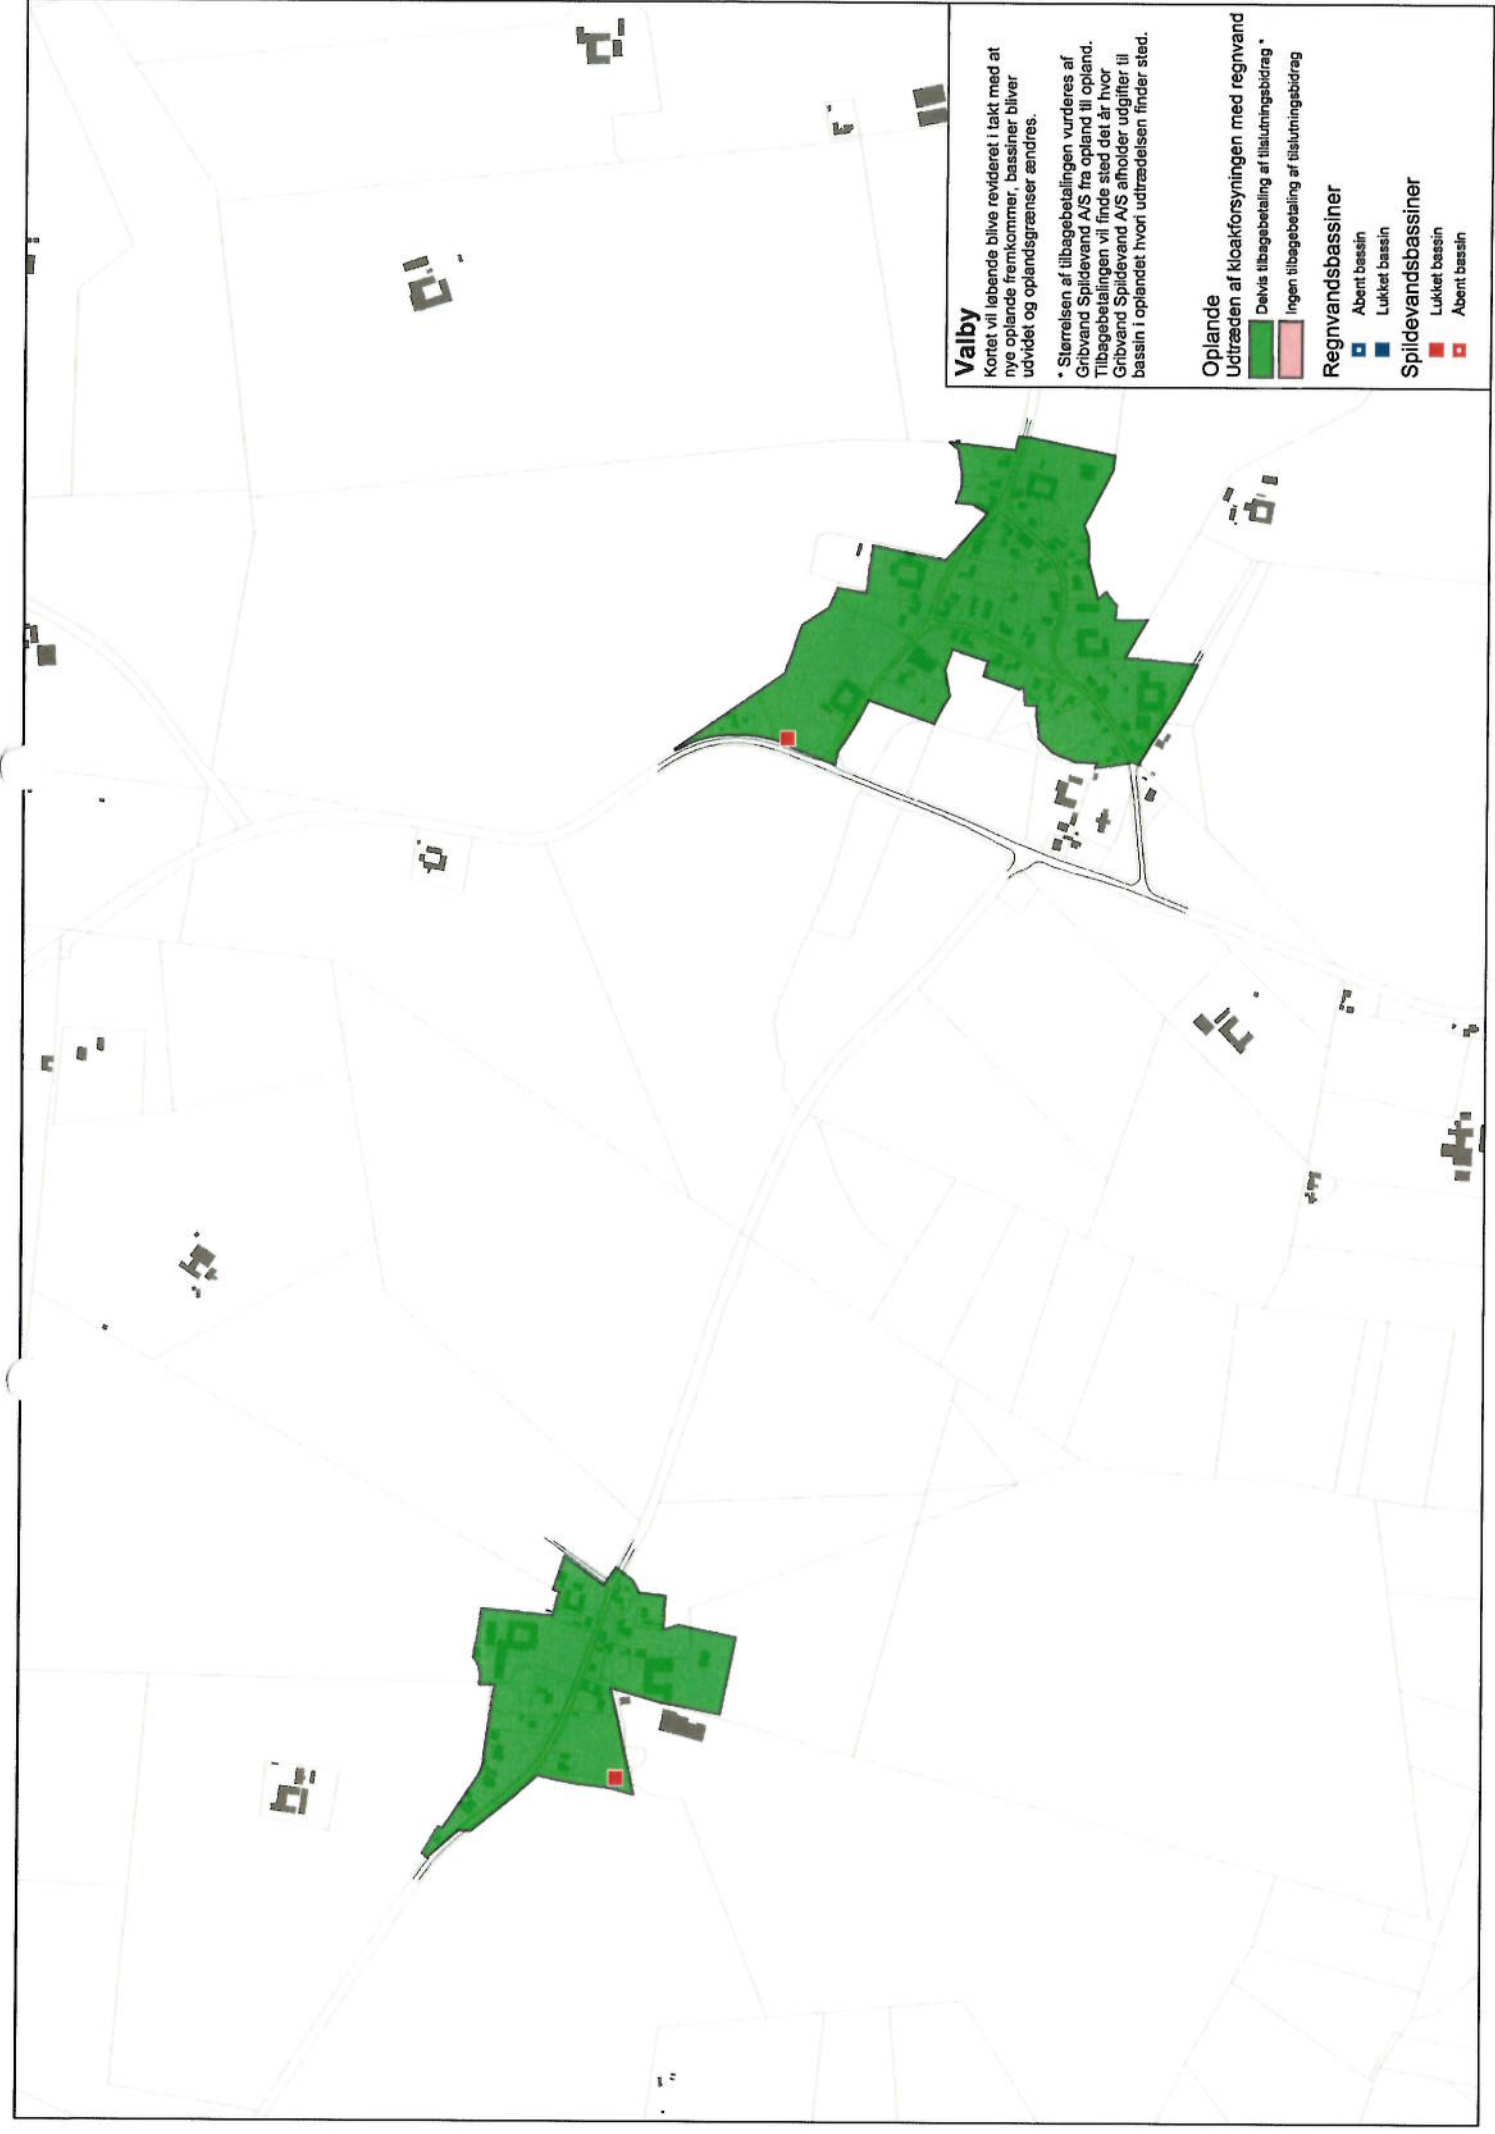 Valby
Kortet vil løbende blive revideret i takt med at
nye oplande fremkommer, bassiner bliver
udvidet og oplandsgrænser ændres.
* Størrelsen af tilbagebetalingen vurderes af
Gribvand Spildevand A/S fra opland til opland.
Tilbagebetalingen vil finde sted det år hvor
Gribvand Spildevand A/S afholder udgifter til
bassin i oplandet hvori udtrædelsen finder sted.
Oplande
Udtræden af kloakforsyningen med regnvand
Delvis tilbagebetaling af tilslutningsbidrag *
Ingen tilbagebetaling af tilslutningsbidrag
Regnvandsbassiner
Åbent bassin
Lukket bassin
Spildevandsbassiner
Lukket bassin
Åbent bassin